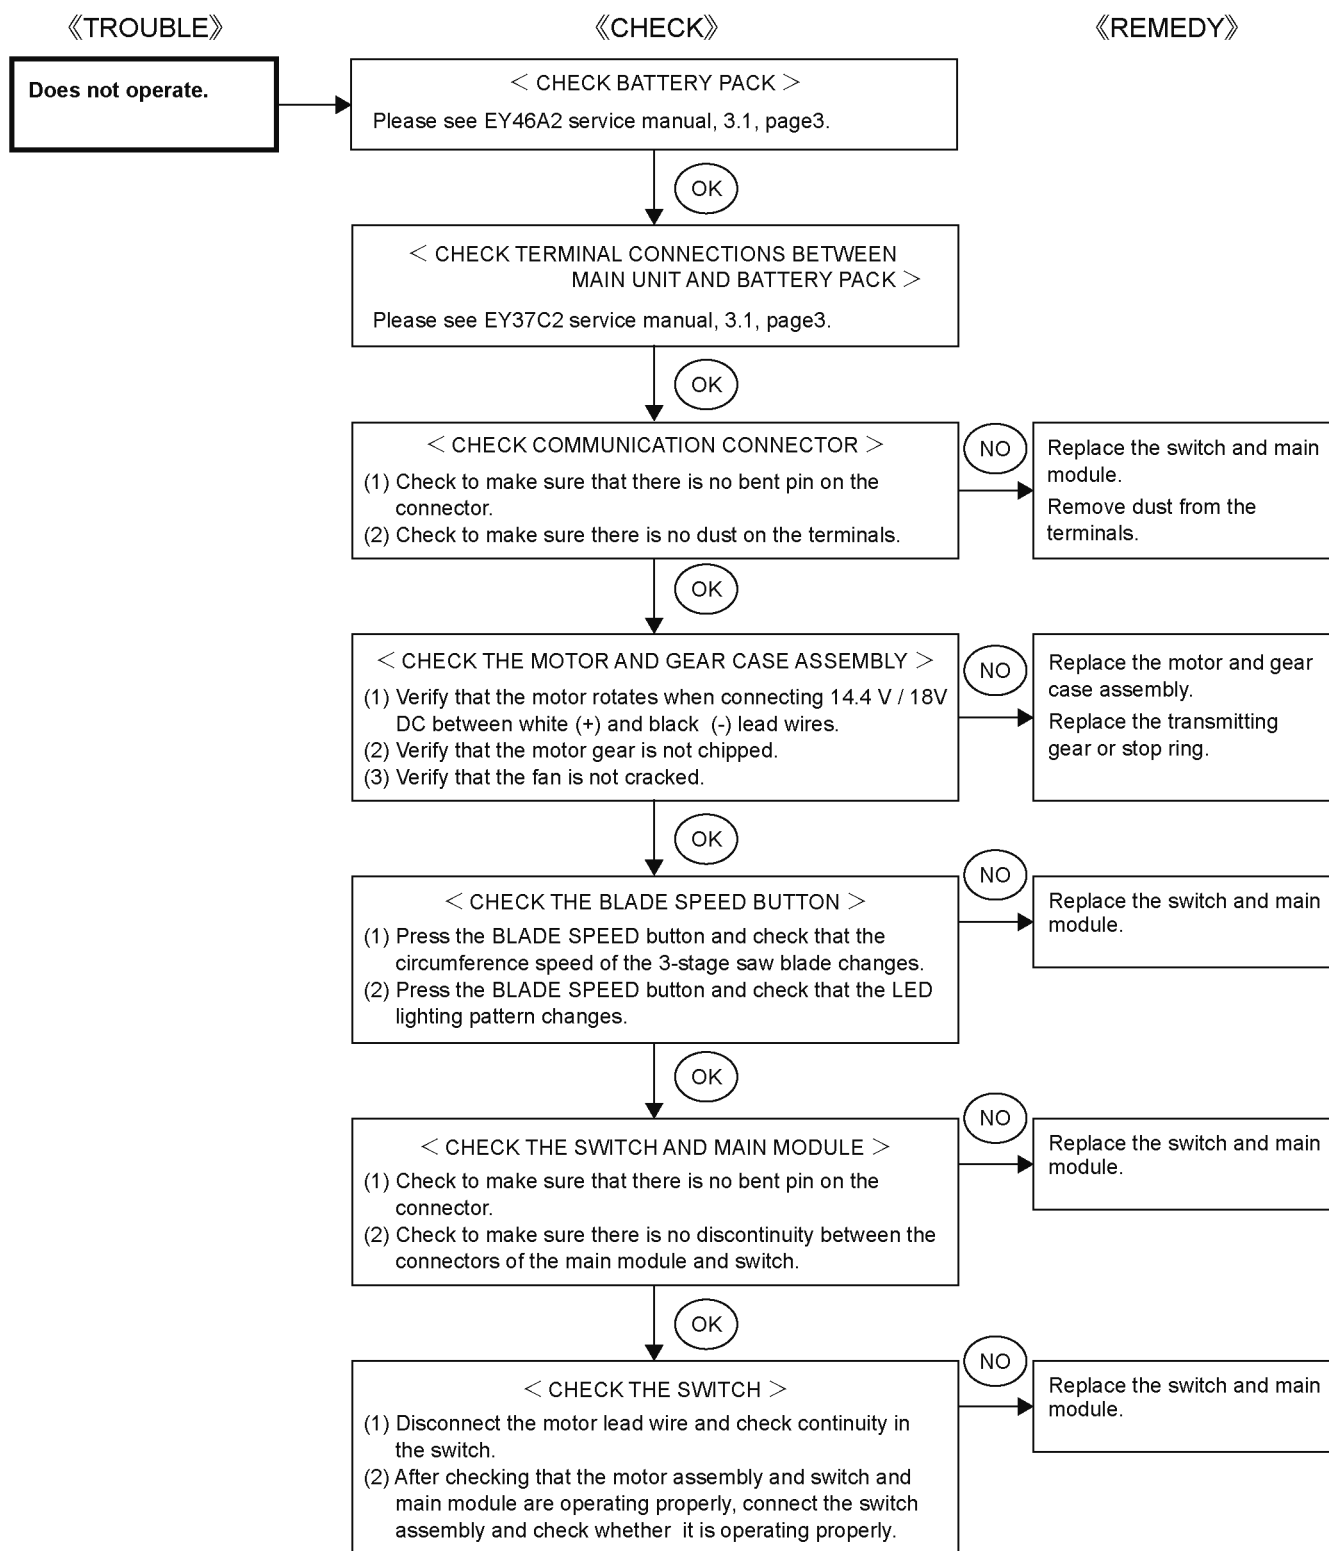 《TROUBLE》
《CHECK》
《REMEDY》
Does not operate.
＜ CHECK BATTERY PACK ＞
Please see EY46A2 service manual, 3.1, page3.
OK
＜ CHECK TERMINAL CONNECTIONS BETWEEN
MAIN UNIT AND BATTERY PACK ＞
Please see EY37C2 service manual, 3.1, page3.
OK
＜ CHECK COMMUNICATION CONNECTOR ＞
(1) Check to make sure that there is no bent pin on the
connector.
(2) Check to make sure there is no dust on the terminals.
NO
Replace the switch and main
module.
Remove dust from the
terminals.
OK
＜ CHECK THE MOTOR AND GEAR CASE ASSEMBLY ＞
(1) Verify that the motor rotates when connecting 14.4 V / 18V
DC between white (+) and black (-) lead wires.
(2) Verify that the motor gear is not chipped.
(3) Verify that the fan is not cracked.
NO
Replace the motor and gear
case assembly.
Replace the transmitting
gear or stop ring.
OK
＜ CHECK THE BLADE SPEED BUTTON ＞
(1) Press the BLADE SPEED button and check that the
circumference speed of the 3-stage saw blade changes.
(2) Press the BLADE SPEED button and check that the LED
lighting pattern changes.
NO
Replace the switch and main
module.
OK
＜ CHECK THE SWITCH AND MAIN MODULE ＞
(1) Check to make sure that there is no bent pin on the
connector.
(2) Check to make sure there is no discontinuity between the
connectors of the main module and switch.
NO
Replace the switch and main
module.
OK
＜ CHECK THE SWITCH ＞
(1) Disconnect the motor lead wire and check continuity in
the switch.
(2) After checking that the motor assembly and switch and
main module are operating properly, connect the switch
assembly and check whether it is operating properly.
NO
Replace the switch and main
module.